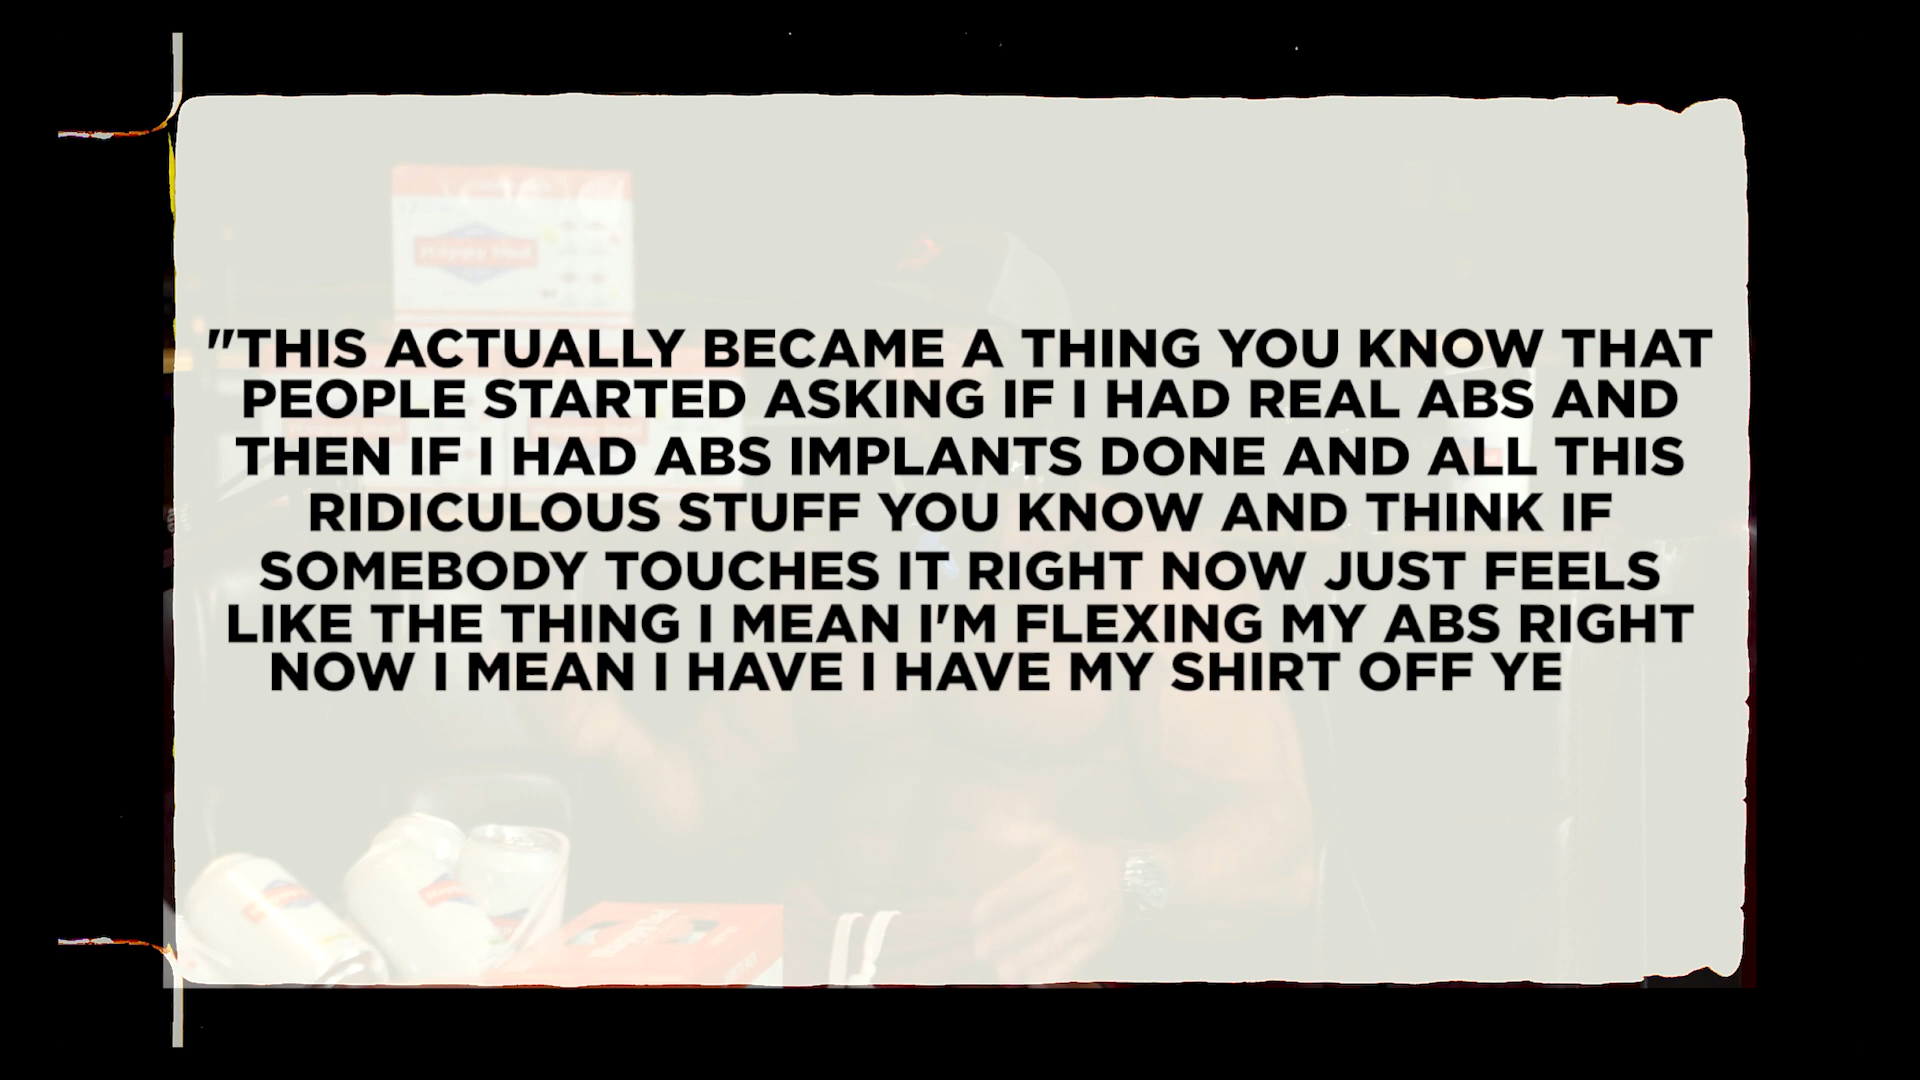 Happy Dad
"THIS ACTUALLY BECAME A THING YOU KNOW THAT
PEOPLE STARTED ASKING IF I HAD REAL ABS AND
THEN IF I HAD ABS IMPLANTS DONE AND ALL THIS
RIDICULOUS STUFF YOU KNOW AND THINK IF
SOMEBODY TOUCHES IT RIGHT NOW JUST FEELS
LIKE THE THING I MEAN I'M FLEXING MY ABS RIGHT
NOW I MEAN I HAVE I HAVE MY SHIRT OFF YE